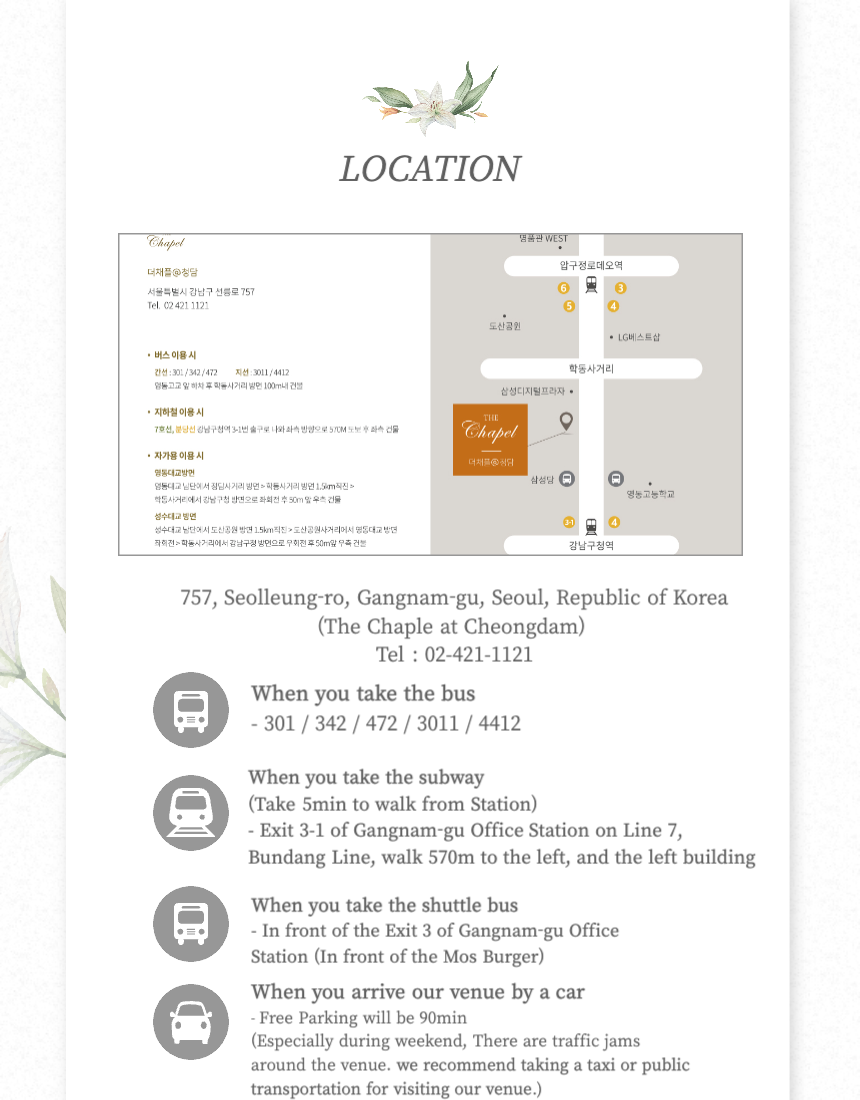 LOCATION
Chapel
더채플@청담
서울특별시 강남구 선릉로 757
Tel. 02 421 1121
• 버스 이용 시
간선 : 301 / 342 / 472 지선 : 3011 / 4412
영동고교 앞 하차 후 학동사거리 방면 100m내 건물
• 지하철 이용 시
7호선, 분당선 강남구청역 3-1번 출구로 나와 좌측 방향으로 570M 도보 후 좌측 건물
• 자가용 이용 시
영동대교방면
영동대교 남단에서 청담사거리 방면 > 학동사거리 방면 1.5km직진 >
학동사거리에서 강남구청 방면으로 좌회전 후 50m 앞 우측 건물
성수대교 방면
성수대교 남단에서 도산공원 방면 1.5km직진 > 도산공원사거리에서 영동대교 방면
좌회전 > 학동사거리에서 강남구청 방면으로 우회전 후 50m앞 우측 건물
명품관 WEST
압구정로데오역
6 3
5 4
도산공원
LG베스트샵
학동사거리
삼성디지털프라자
THE
Chapel
더채플@청담
삼성당
영동고등학교
3-1 4
강남구청역
757, Seolleung-ro, Gangnam-gu, Seoul, Republic of Korea
(The Chaple at Cheongdam)
Tel : 02-421-1121
When you take the bus
- 301 / 342 / 472 / 3011 / 4412
When you take the subway
(Take 5min to walk from Station)
- Exit 3-1 of Gangnam-gu Office Station on Line 7,
Bundang Line, walk 570m to the left, and the left building
When you take the shuttle bus
- In front of the Exit 3 of Gangnam-gu Office
Station (In front of the Mos Burger)
When you arrive our venue by a car
- Free Parking will be 90min
(Especially during weekend, There are traffic jams
around the venue. we recommend taking a taxi or public
transportation for visiting our venue.)